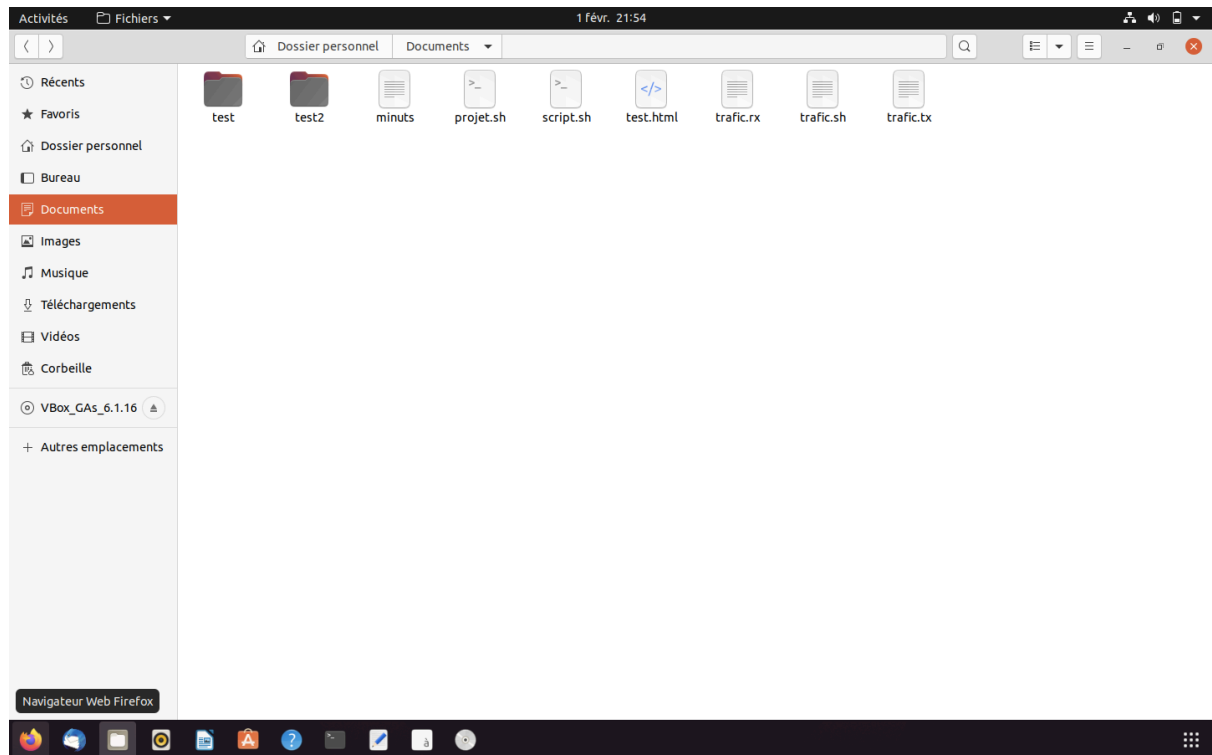 Activités Fichiers 1 févr. 21:54
Dossier personnel Documents
Récents
Favoris
Dossier personnel
Bureau
Documents
Images
Musique
Téléchargements
Vidéos
Corbeille
VBox_GAs_6.1.16
+ Autres emplacements
test test2 minuts projet.sh script.sh test.html trafic.rx trafic.sh trafic.tx
Navigateur Web Firefox